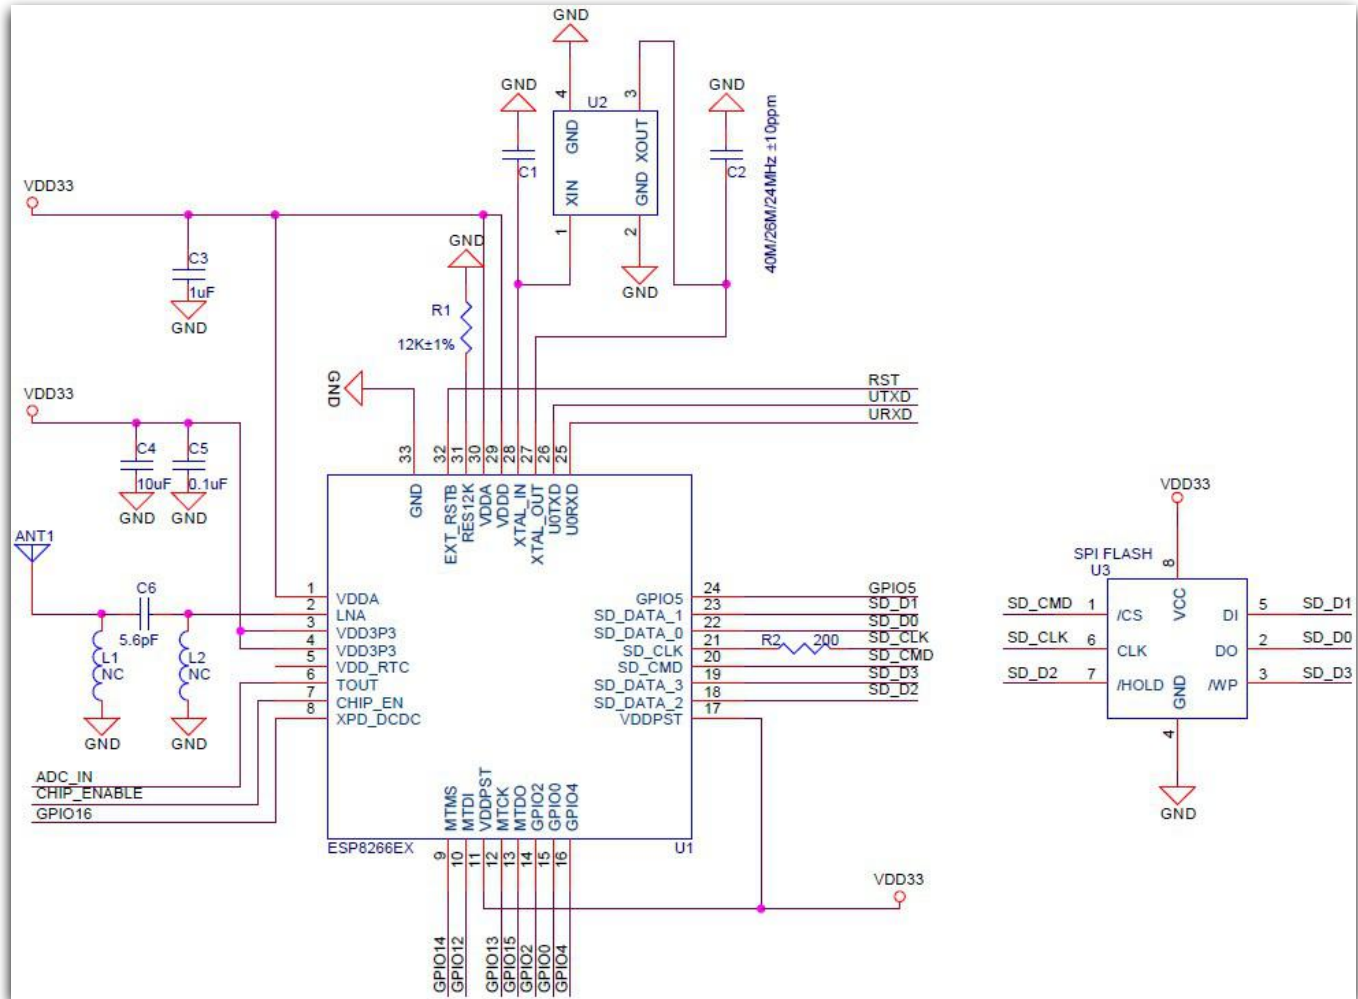 GND
4
U2
3
GND
GND
GND
XOUT
XIN
GND
1
2
C1
C2
40M/26M/24MHz ±10ppm
GND
VDD33
C3
1uF
GND
GND
R1
12K±1%
GND
RST
UTXD
URXD
VDD33
C4
C5
10uF
0.1uF
GND
GND
33
32
31
30
29
28
27
26
25
GND
EXT_RSTB
RES12K
VDDA
VDDD
XTAL_IN
XTAL_OUT
U0TXD
U0RXD
ANT1
C6
5.6pF
L1
NC
L2
NC
GND
GND
1
2
3
4
5
6
7
8
VDDA
LNA
VDD3P3
VDD3P3
VDD_RTC
TOUT
CHIP_EN
XPD_DCDC
ADC_IN
CHIP_ENABLE
GPIO16
GPIO5
SD_DATA_1
SD_DATA_0
SD_CLK
SD_CMD
SD_DATA_3
SD_DATA_2
VDDPST
24
23
22
21
20
19
18
17
R2
200
GPIO5
SD_D1
SD_D0
SD_CLK
SD_CMD
SD_D3
SD_D2
MTMS
MTDI
VDDPST
MTCK
MTDO
GPIO2
GPIO0
GPIO4
ESP8266EX
U1
9
10
11
12
13
14
15
16
GPIO14
GPIO12
GPIO13
GPIO15
GPIO2
GPIO0
GPIO4
VDD33
VDD33
SPI FLASH
U3
8
SD_CMD
1
/CS
VCC
DI
5
SD_D1
SD_CLK
6
CLK
DO
2
SD_D0
SD_D2
7
/HOLD
GND
/WP
3
SD_D3
4
GND